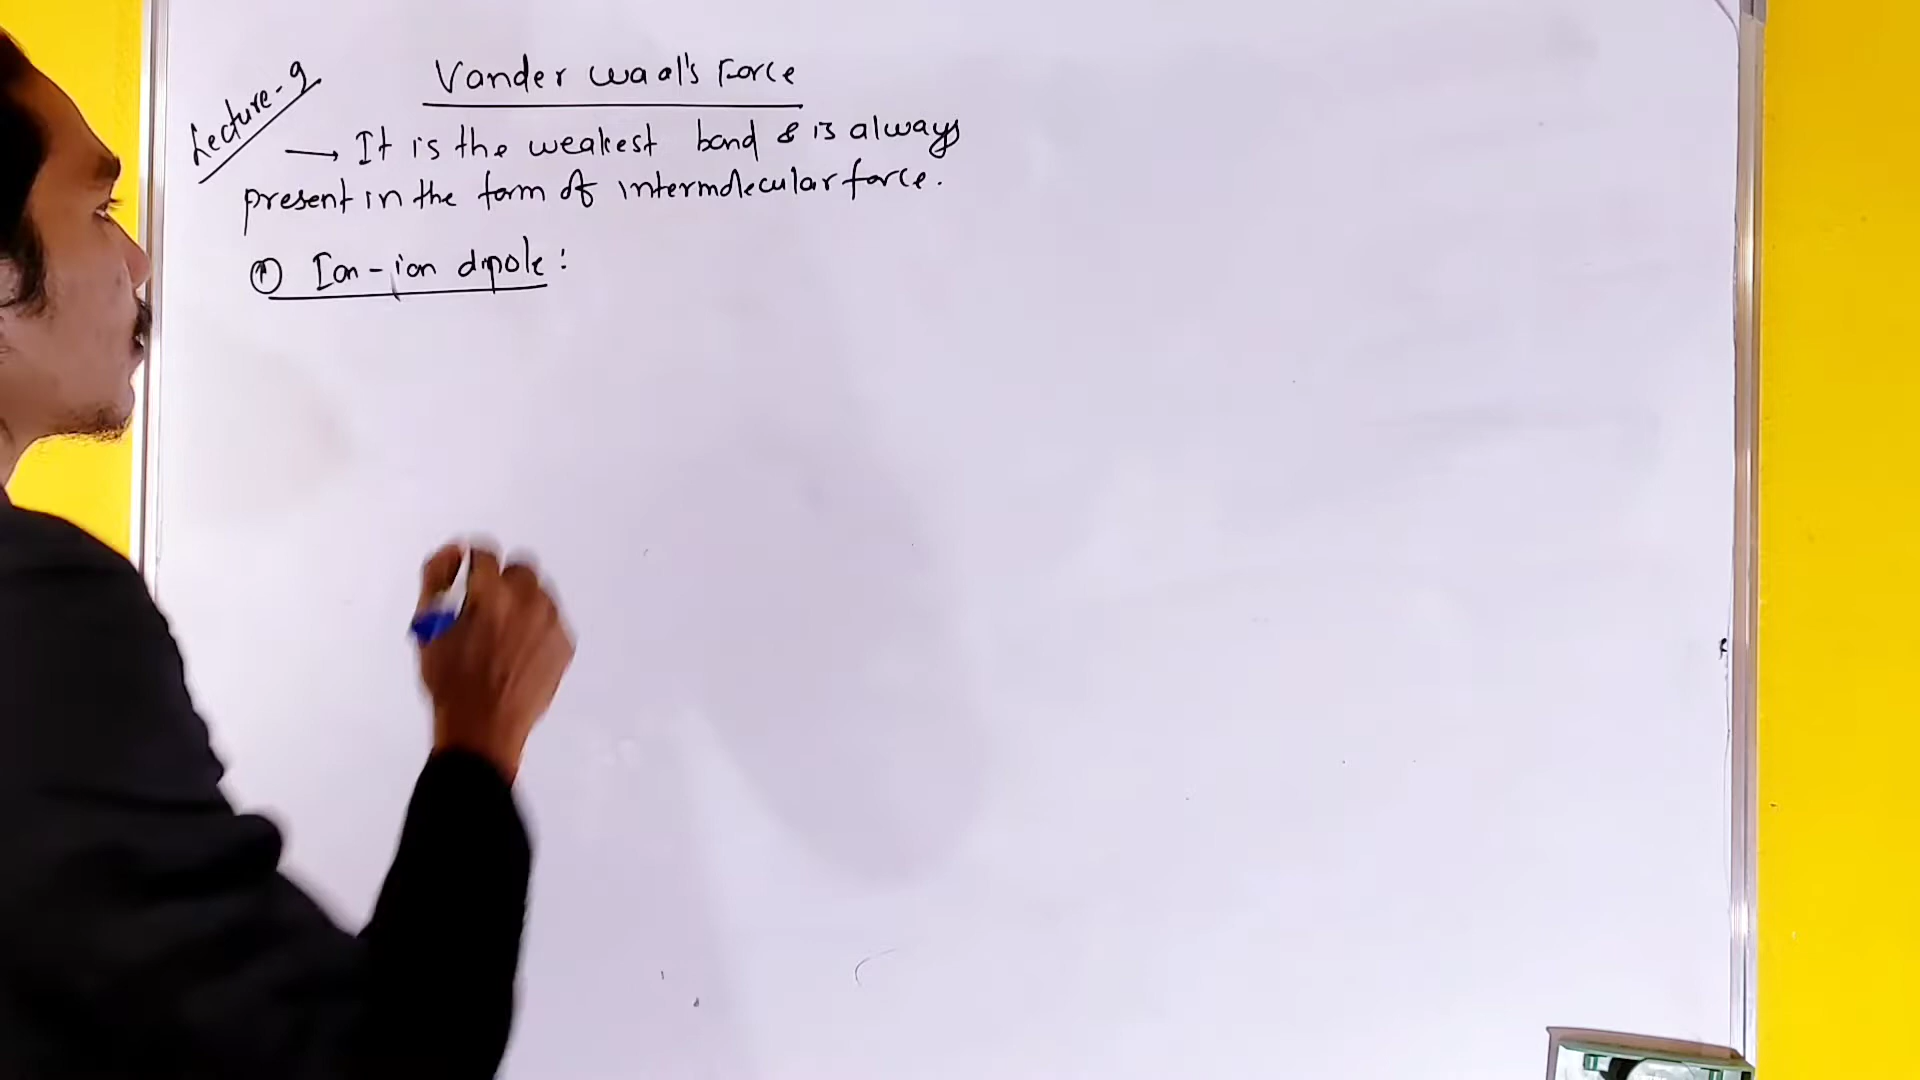 Lecture-9
Vander waal's Force
→ It is the weakest bond & is always
present in the form of intermolecular force.
① Ion-ion dipole: